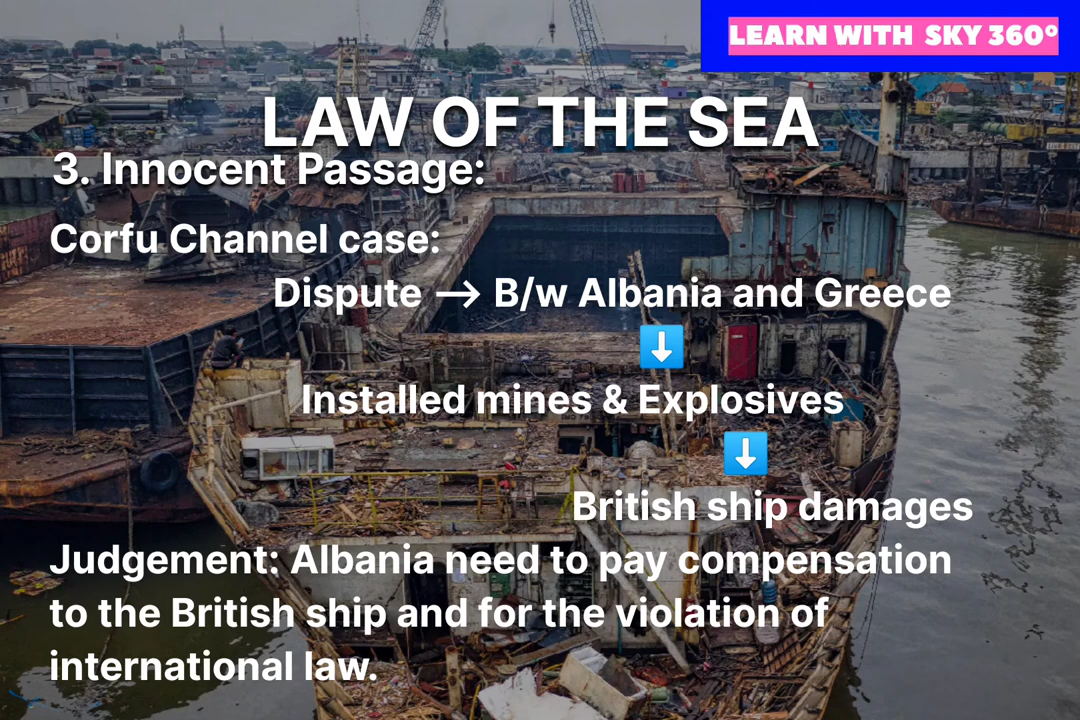 LEARN WITH SKY 360°
LAW OF THE SEA
3. Innocent Passage:
Corfu Channel case:
Dispute → B/w Albania and Greece
⬇️
Installed mines & Explosives
⬇️
British ship damages
Judgement: Albania need to pay compensation
to the British ship and for the violation of
international law.